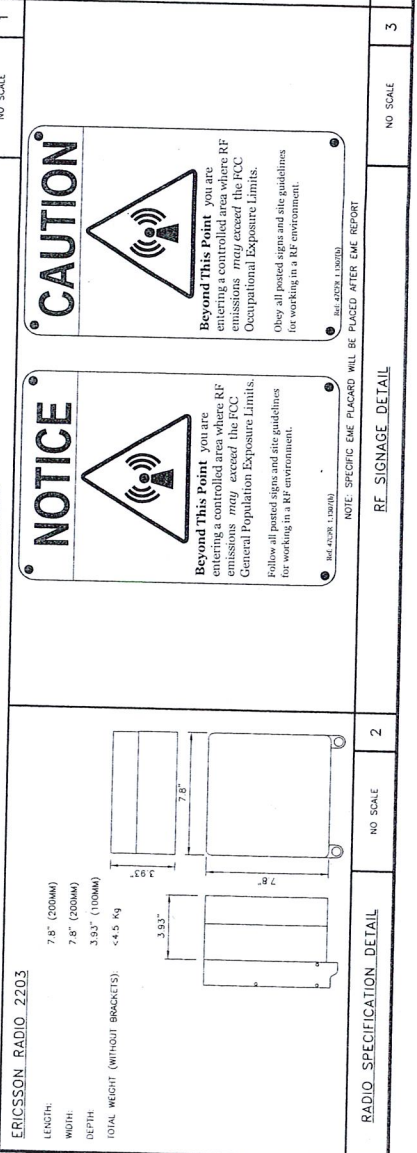 NO SCALE
1
ERICSSON RADIO 2203
LENGTH: 7.8" (200MM)
WIDTH: 7.8" (200MM)
DEPTH: 3.93" (100MM)
TOTAL WEIGHT (WITHOUT BRACKETS): <4.5 Kg
3.93"
3.93"
7.8"
7.8"
RADIO SPECIFICATION DETAIL
NO SCALE
2
NOTICE
Beyond This Point you are
entering a controlled area where RF
emissions may exceed the FCC
General Population Exposure Limits.
Follow all posted signs and site guidelines
for working in a RF environment.
Ref: 47CFR 1.1307(b)
CAUTION
Beyond This Point you are
entering a controlled area where RF
emissions may exceed the FCC
Occupational Exposure Limits.
Obey all posted signs and site guidelines
for working in a RF environment.
Ref: 47CFR 1.1307(b)
NOTE: SPECIFIC EME PLACARD WILL BE PLACED AFTER EME REPORT
RF SIGNAGE DETAIL
NO SCALE
3